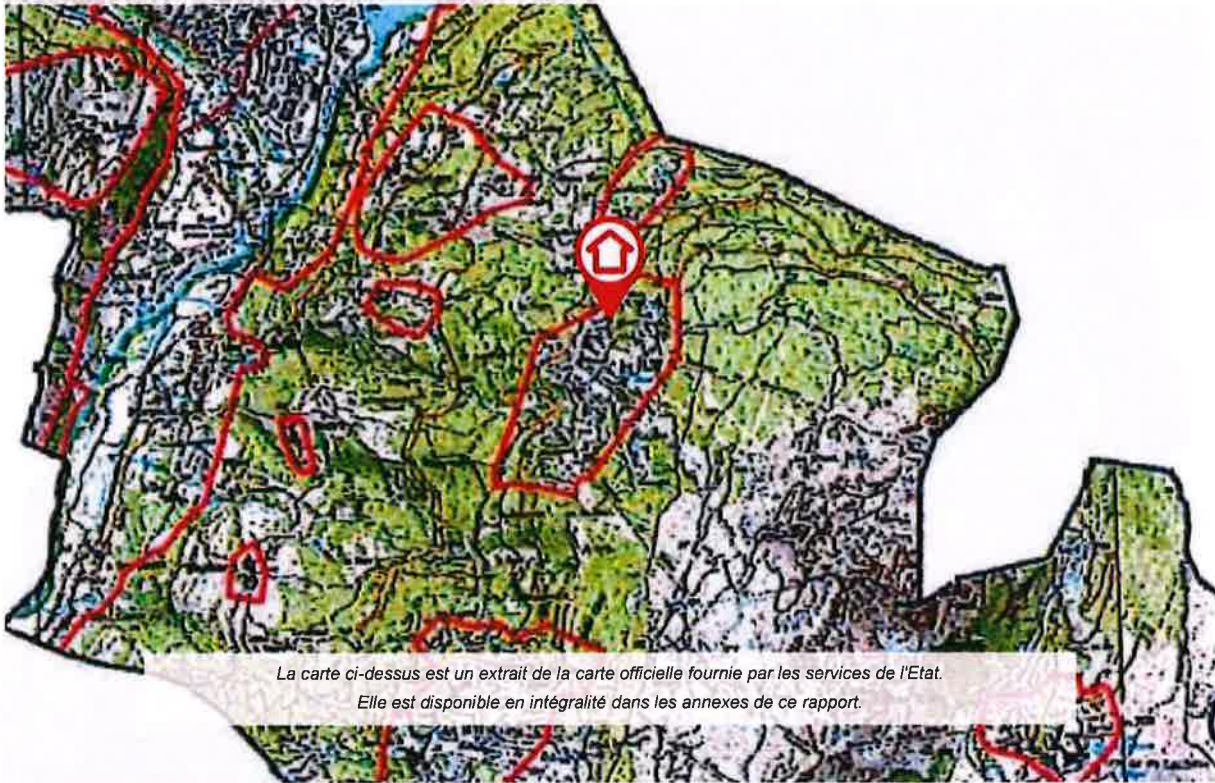 La carte ci-dessus est un extrait de la carte officielle fournie par les services de l'Etat.
Elle est disponible en intégralité dans les annexes de ce rapport.